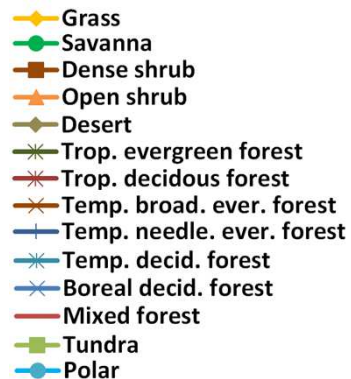 Grass
Savanna
Dense shrub
Open shrub
Desert
Trop. evergreen forest
Trop. decidous forest
Temp. broad. ever. forest
Temp. needle. ever. forest
Temp. decid. forest
Boreal decid. forest
Mixed forest
Tundra
Polar